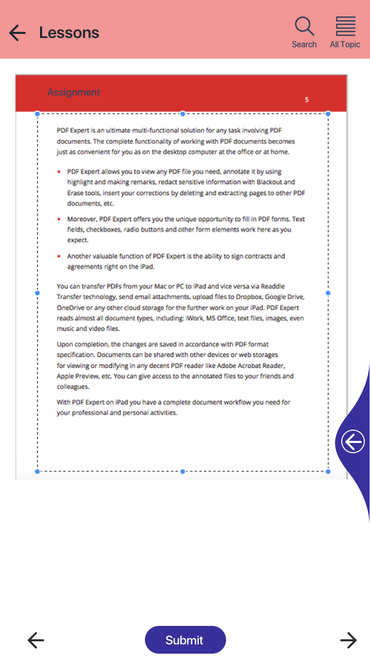 Lessons
Search
All Topic
Assignment
5
PDF Expert is an ultimate multi-functional solution for any task involving PDF
documents. The complete functionality of working with PDF documents becomes
just as convenient for you as on the desktop computer at the office or at home.
• PDF Expert allows you to view any PDF file you need, annotate it by using
highlight and making remarks, redact sensitive information with Blackout and
Erase tools, insert your corrections by deleting and extracting pages to other PDF
documents, etc.
• Moreover, PDF Expert offers you the unique opportunity to fill in PDF forms. Text
fields, checkboxes, radio buttons and other form elements work here as you
expect.
• Another valuable function of PDF Expert is the ability to sign contracts and
agreements right on the iPad.
You can transfer PDFs from your Mac or PC to iPad and vice versa via Readdle
Transfer technology, send email attachments, upload files to Dropbox, Google Drive,
OneDrive or any other cloud storage for the further work on your iPad. PDF Expert
reads almost all document types, including: iWork, MS Office, text files, images, even
music and video files.
Upon completion, the changes are saved in accordance with PDF format
specification. Documents can be shared with other devices or web storages
for viewing or modifying in any decent PDF reader like Adobe Acrobat Reader,
Apple Preview, etc. You can give access to the annotated files to your friends and
colleagues.
With PDF Expert on iPad you have a complete document workflow you need for
your professional and personal activities.
Submit